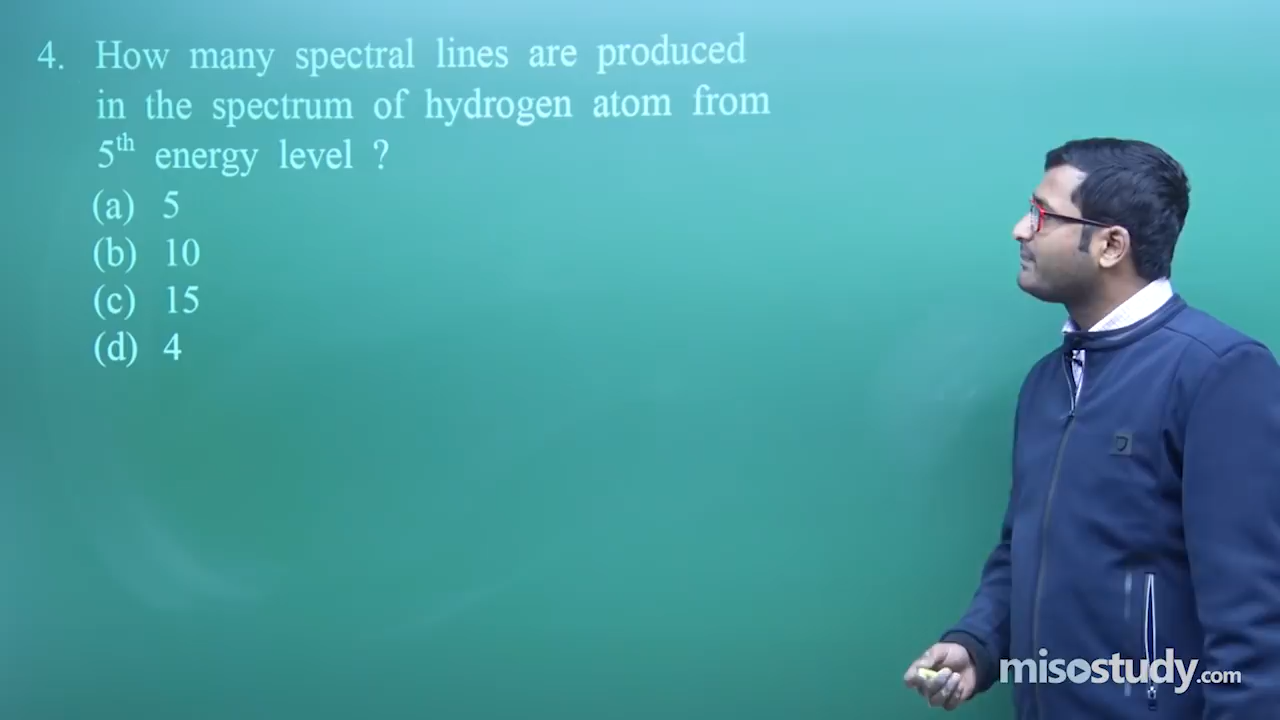 4. How many spectral lines are produced
in the spectrum of hydrogen atom from
5th energy level ?
(a) 5
(b) 10
(c) 15
(d) 4
misostudy.com